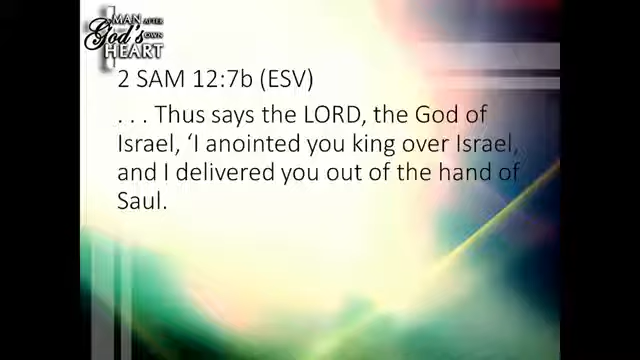 A MAN AFTER
God's OWN
HEART
2 SAM 12:7b (ESV)
. . . Thus says the LORD, the God of
Israel, ‘I anointed you king over Israel,
and I delivered you out of the hand of
Saul.